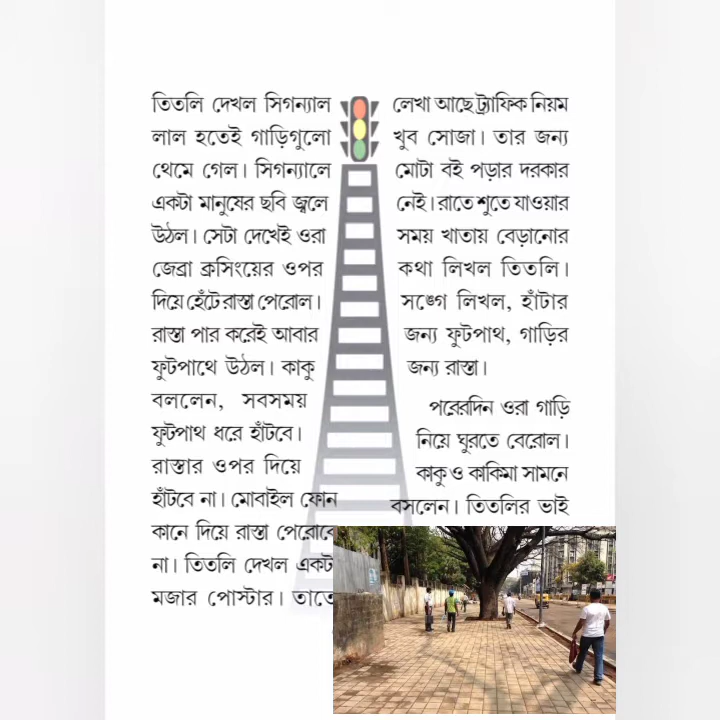 তিতলি দেখল সিগন্যাল
লাল হতেই গাড়িগুলো
থেমে গেল। সিগন্যালে
একটা মানুষের ছবি জ্বলে
উঠল। সেটা দেখেই ওরা
জেব্রা ক্রসিংয়ের ওপর
দিয়ে হেঁটে রাস্তা পেরোল।
রাস্তা পার করেই আবার
ফুটপাথে উঠল। কাকু
বললেন, সবসময়
ফুটপাথ ধরে হাঁটবে।
রাস্তার ওপর দিয়ে
হাঁটবে না। মোবাইল ফোন
কানে দিয়ে রাস্তা পেরোবে
না। তিতলি দেখল একটা
মজার পোস্টার। তাতে
লেখা আছে ট্র্যাফিক নিয়ম
খুব সোজা। তার জন্য
মোটা বই পড়ার দরকার
নেই। রাতে শুতে যাওয়ার
সময় খাতায় বেড়ানোর
কথা লিখল তিতলি।
সঙ্গে লিখল, হাঁটার
জন্য ফুটপাথ, গাড়ির
জন্য রাস্তা।
পরেরদিন ওরা গাড়ি
নিয়ে ঘুরতে বেরোল।
কাকু ও কাকিমা সামনে
বসলেন। তিতলির ভাই